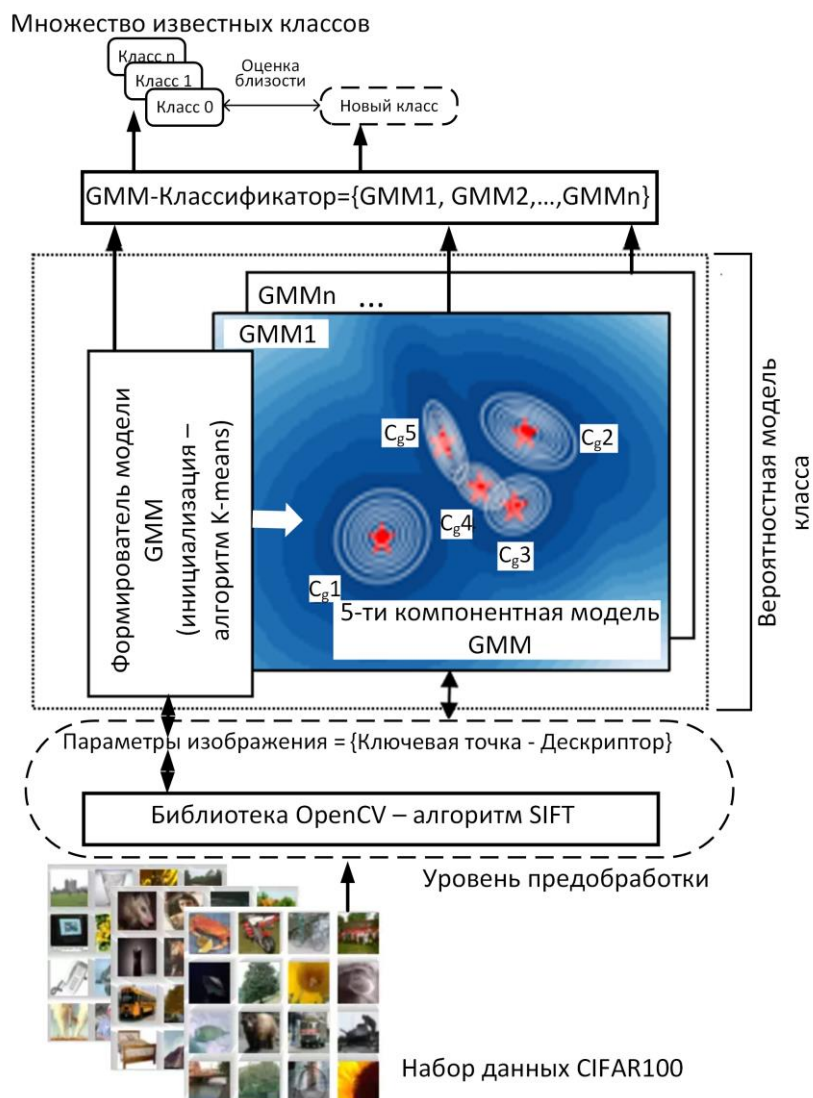 Множество известных классов
Класс n
Класс 1
Класс 0
Оценка
близости
Новый класс
GMM-Классификатор={GMM1, GMM2,...,GMMn}
GMMn ...
GMM1
Формирователь модели
GMM
(инициализация –
алгоритм K-means)
Cg5
Cg2
Cg4
Cg3
Cg1
5-ти компонентная модель
GMM
Вероятностная модель
класса
Параметры изображения = {Ключевая точка - Дескриптор}
Библиотека OpenCV – алгоритм SIFT
Уровень предобработки
Набор данных CIFAR100